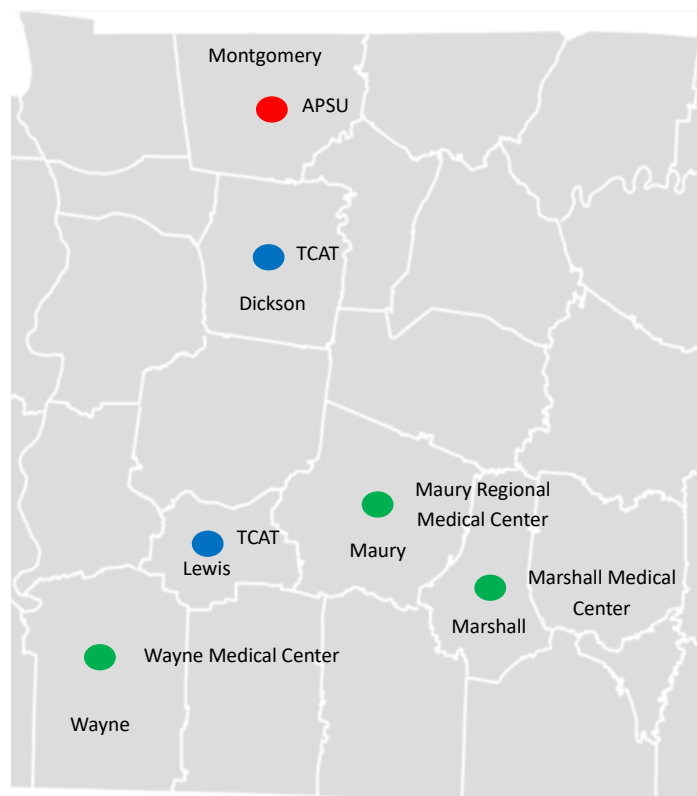 Montgomery
APSU
TCAT
Dickson
Maury Regional
Medical Center
Maury
TCAT
Lewis
Marshall Medical
Center
Marshall
Wayne Medical Center
Wayne